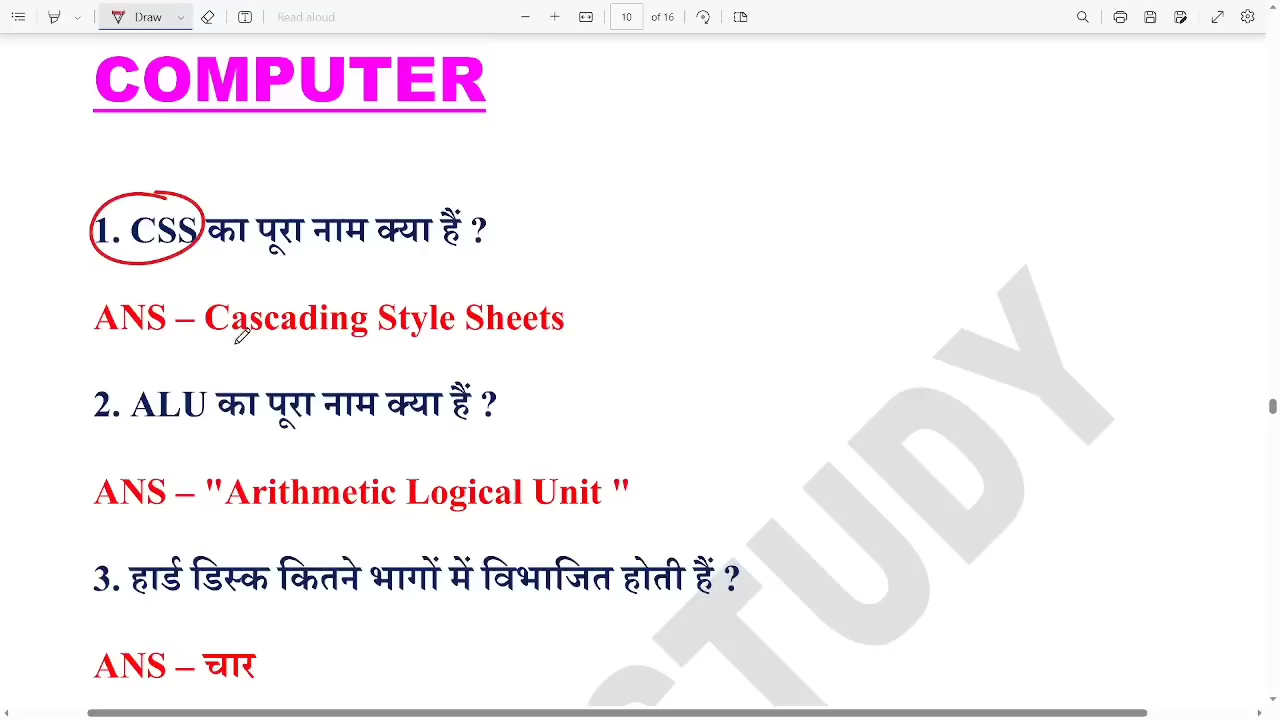 Draw
Read aloud
10 of 16
COMPUTER
1. CSS का पूरा नाम क्या हैं ?
ANS – Cascading Style Sheets
2. ALU का पूरा नाम क्या हैं ?
ANS – "Arithmetic Logical Unit "
3. हार्ड डिस्क कितने भागों में विभाजित होती हैं ?
ANS – चार
STUDY